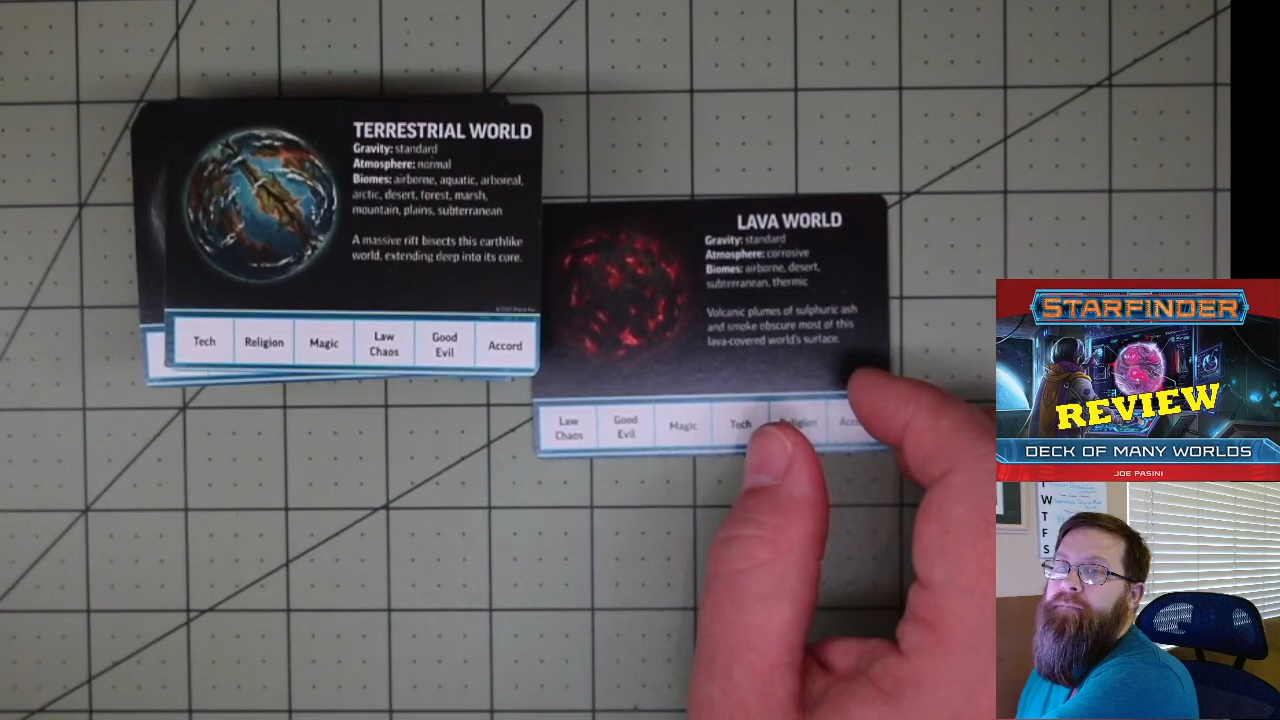 TERRESTRIAL WORLD
Gravity: standard
Atmosphere: normal
Biomes: airborne, aquatic, arboreal,
arctic, desert, forest, marsh,
mountain, plains, subterranean
A massive rift bisects this earthlike
world, extending deep into its core.
Tech
Religion
Magic
Law
Chaos
Good
Evil
Accord
LAVA WORLD
Gravity: standard
Atmosphere: corrosive
Biomes: airborne, desert,
subterranean, thermic
Volcanic plumes of sulphuric ash
and smoke obscure most of this
lava-covered world's surface.
Law
Chaos
Good
Evil
Magic
Tech
Religion
STARFINDER
REVIEW
DECK OF MANY WORLDS
JOE PASINI
W
T
F
S